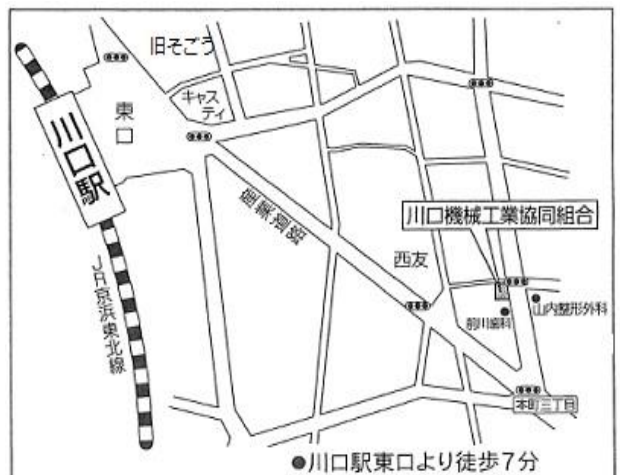 旧そごう
キャス
ティ
東口
川口駅
産業道路
川口機械工業協同組合
西友
JR京浜東北線
前川歯科
山内整形外科
本町三丁目
●川口駅東口より徒歩7分